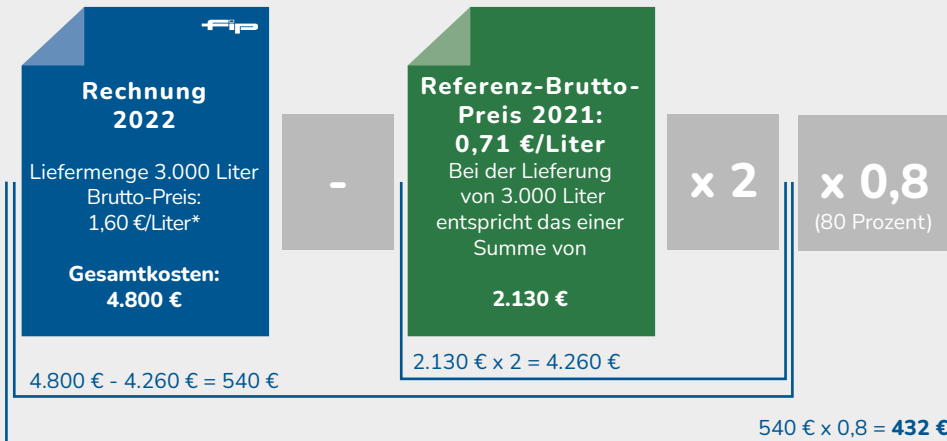 fip
Rechnung
2022
Liefermenge 3.000 Liter
Brutto-Preis:
1,60 €/Liter*
Gesamtkosten:
4.800 €
-
Referenz-Brutto-
Preis 2021:
0,71 €/Liter
Bei der Lieferung
von 3.000 Liter
entspricht das einer
Summe von
2.130 €
x 2
x 0,8
(80 Prozent)
2.130 € x 2 = 4.260 €
4.800 € - 4.260 € = 540 €
540 € x 0,8 = 432 €